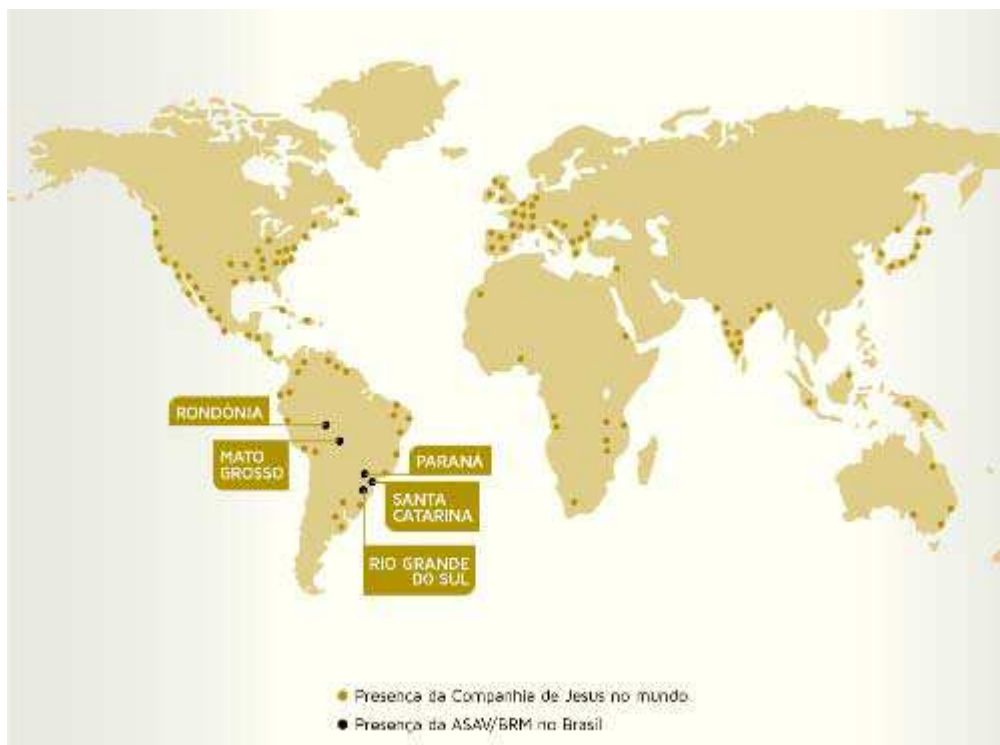 RONDÔNIA
MATO
GROSSO
PARANÁ
SANTA
CATARINA
RIO GRANDE
DO SUL
Presença da Companhia de Jesus no mundo
Presença da ASAV/BRM no Brasil